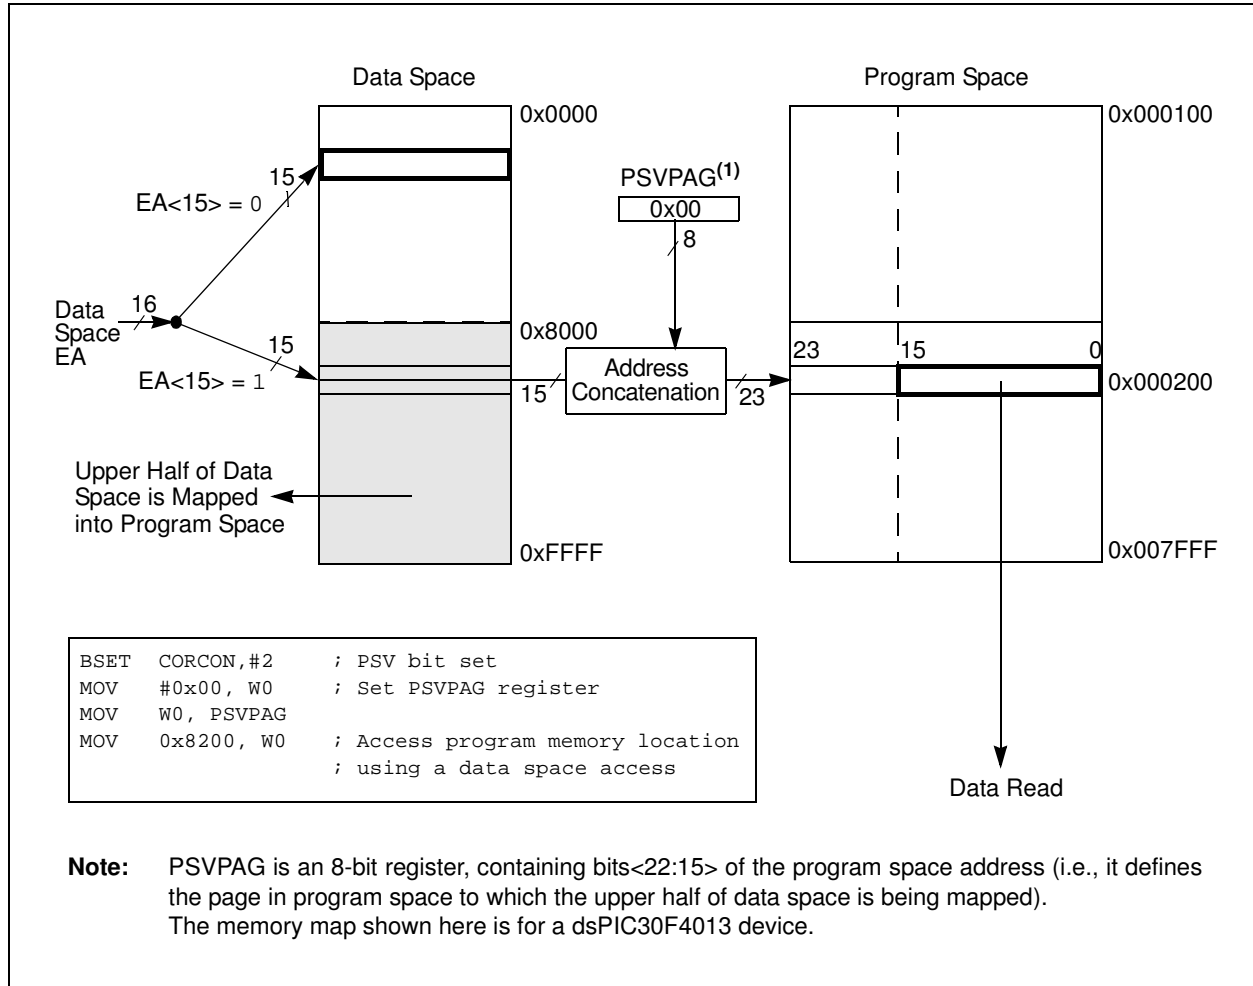 Data Space
Program Space
0x0000
0x000100
PSVPAG(1)
0x00
8
15
EA<15> = 0
16
Data
Space
EA
0x8000
15
EA<15> = 1
23
15
0
Address
Concatenation
15
23
0x000200
Upper Half of Data
Space is Mapped
into Program Space
0xFFFF
0x007FFF
BSET CORCON,#2 ; PSV bit set
MOV #0x00, W0 ; Set PSVPAG register
MOV W0, PSVPAG
MOV 0x8200, W0 ; Access program memory location
; using a data space access
Data Read
Note: PSVPAG is an 8-bit register, containing bits<22:15> of the program space address (i.e., it defines
the page in program space to which the upper half of data space is being mapped).
The memory map shown here is for a dsPIC30F4013 device.